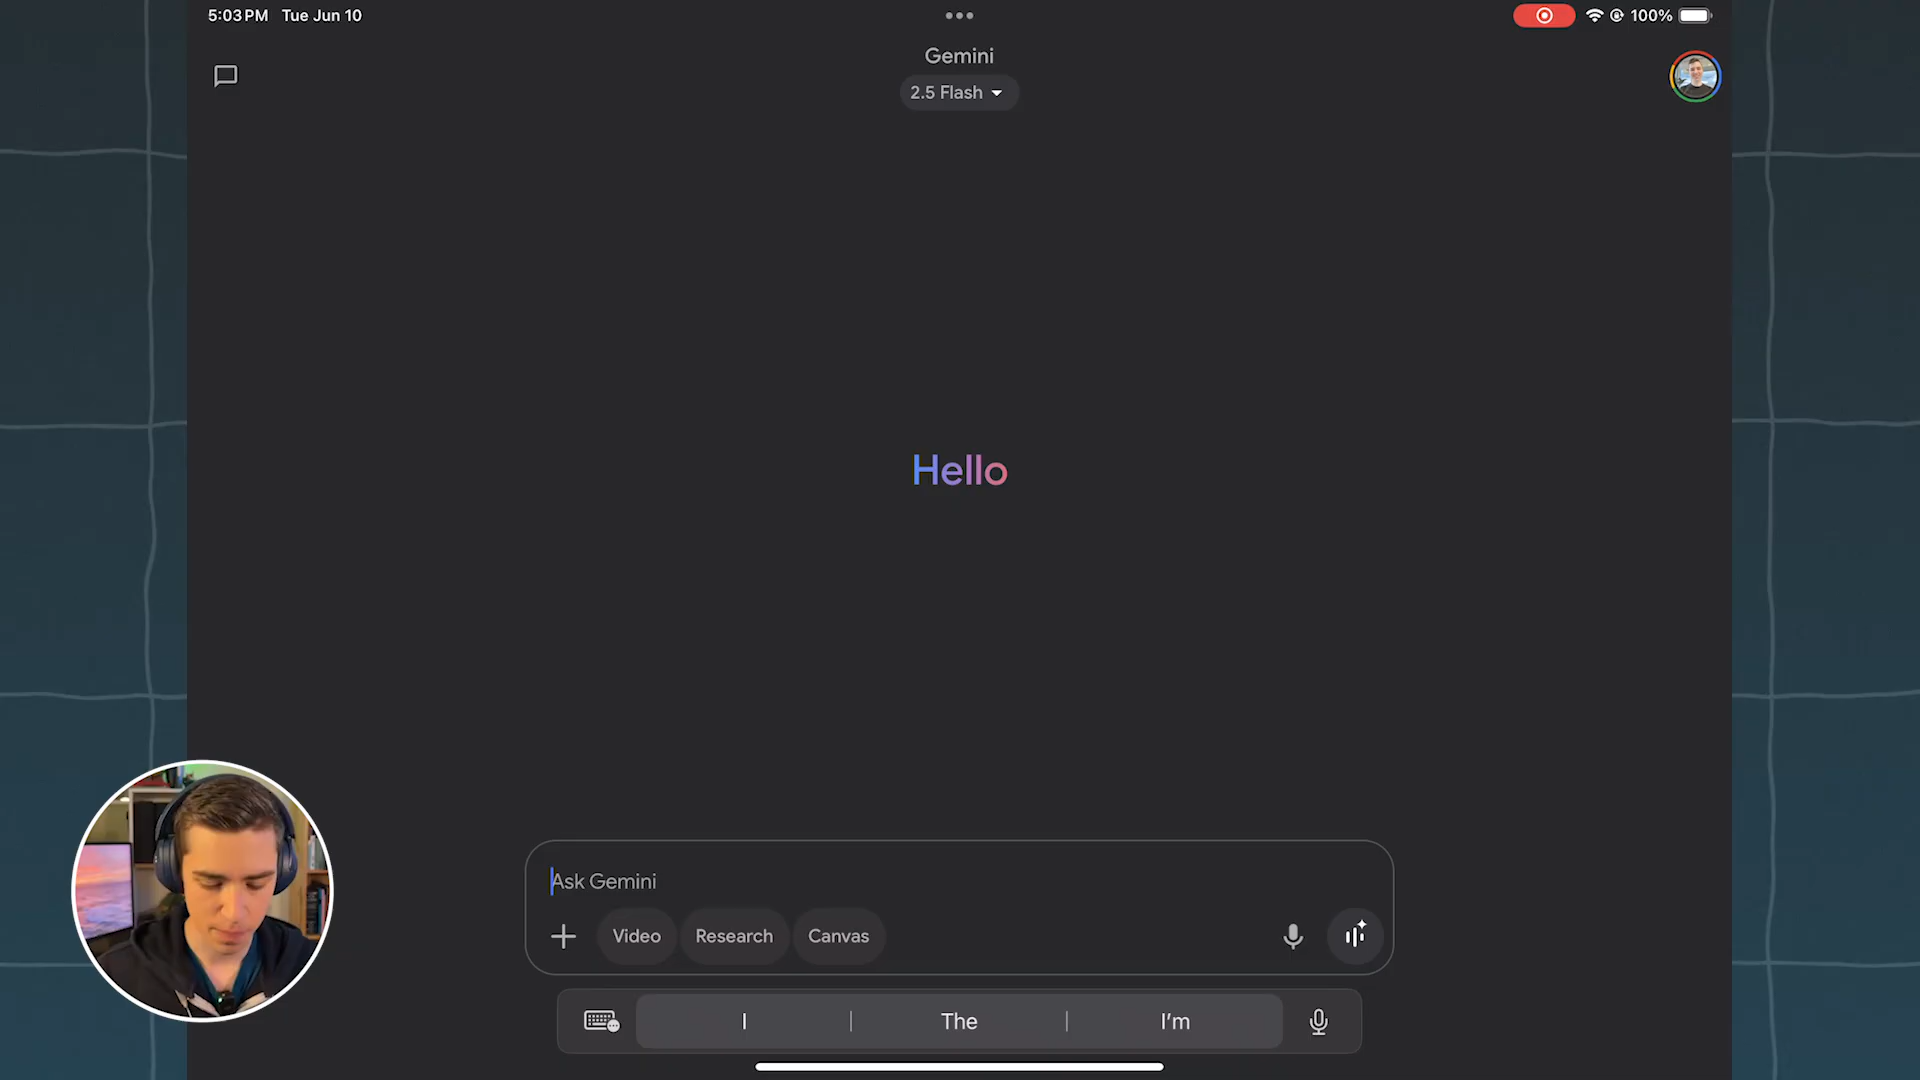 5:03 PM Tue Jun 10
100%
Gemini
2.5 Flash
Hello
Ask Gemini
Video Research Canvas
I The I'm